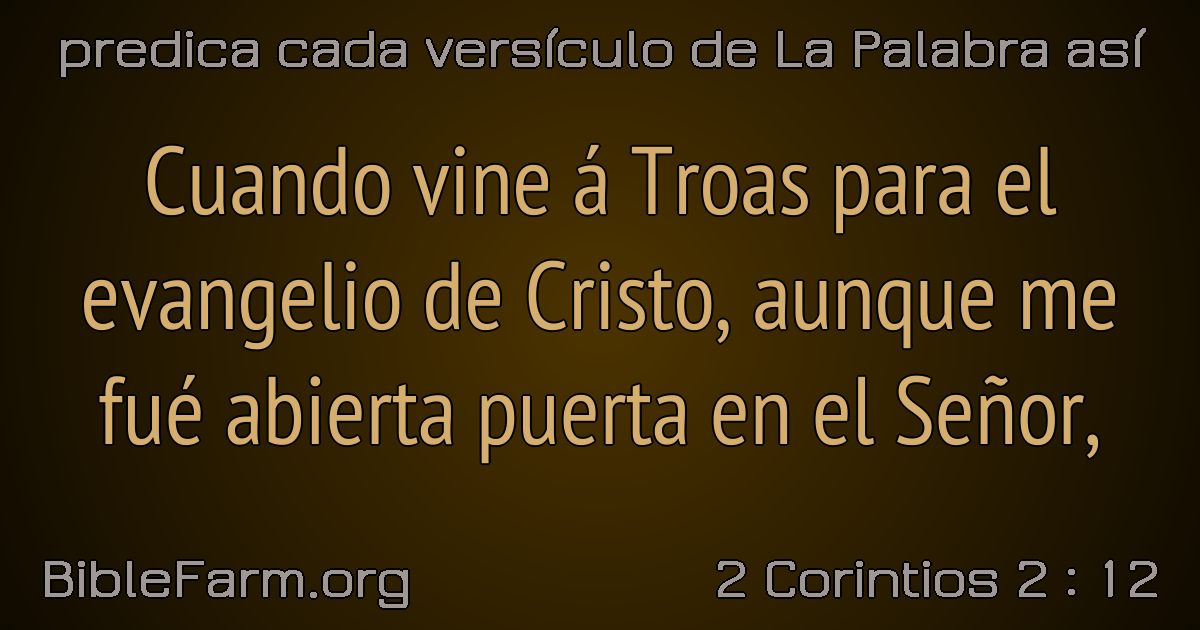 predica cada versículo de La Palabra así
Cuando vine á Troas para el
evangelio de Cristo, aunque me
fué abierta puerta en el Señor,
BibleFarm.org
2 Corintios 2 : 12